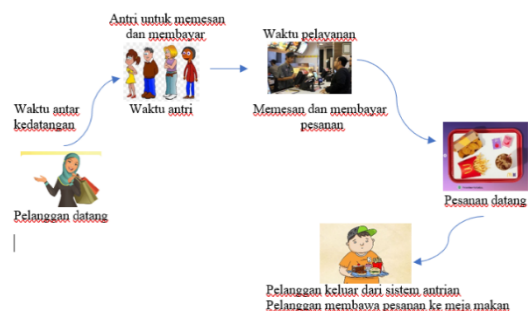 Antri untuk memesan
dan membayar
Waktu pelayanan
Waktu antar
kedatangan
Waktu antri
Memesan dan membayar
pesanan
Pelanggan datang
Pesanan datang
Pelanggan keluar dari sistem antrian
Pelanggan membawa pesanan ke meja makan